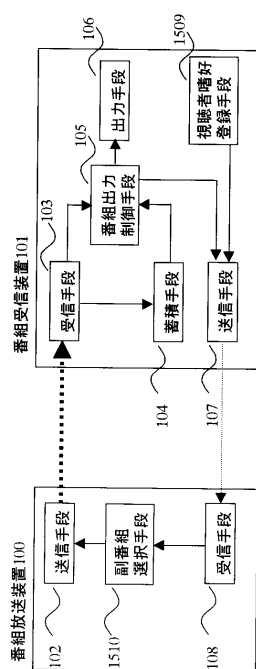 番組放送装置100
102
送信手段
1510
副番組
選択手段
108
受信手段
番組受信装置101
103
受信手段
105
番組出力
制御手段
106
出力手段
104
蓄積手段
107
送信手段
1509
視聴者嗜好
登録手段